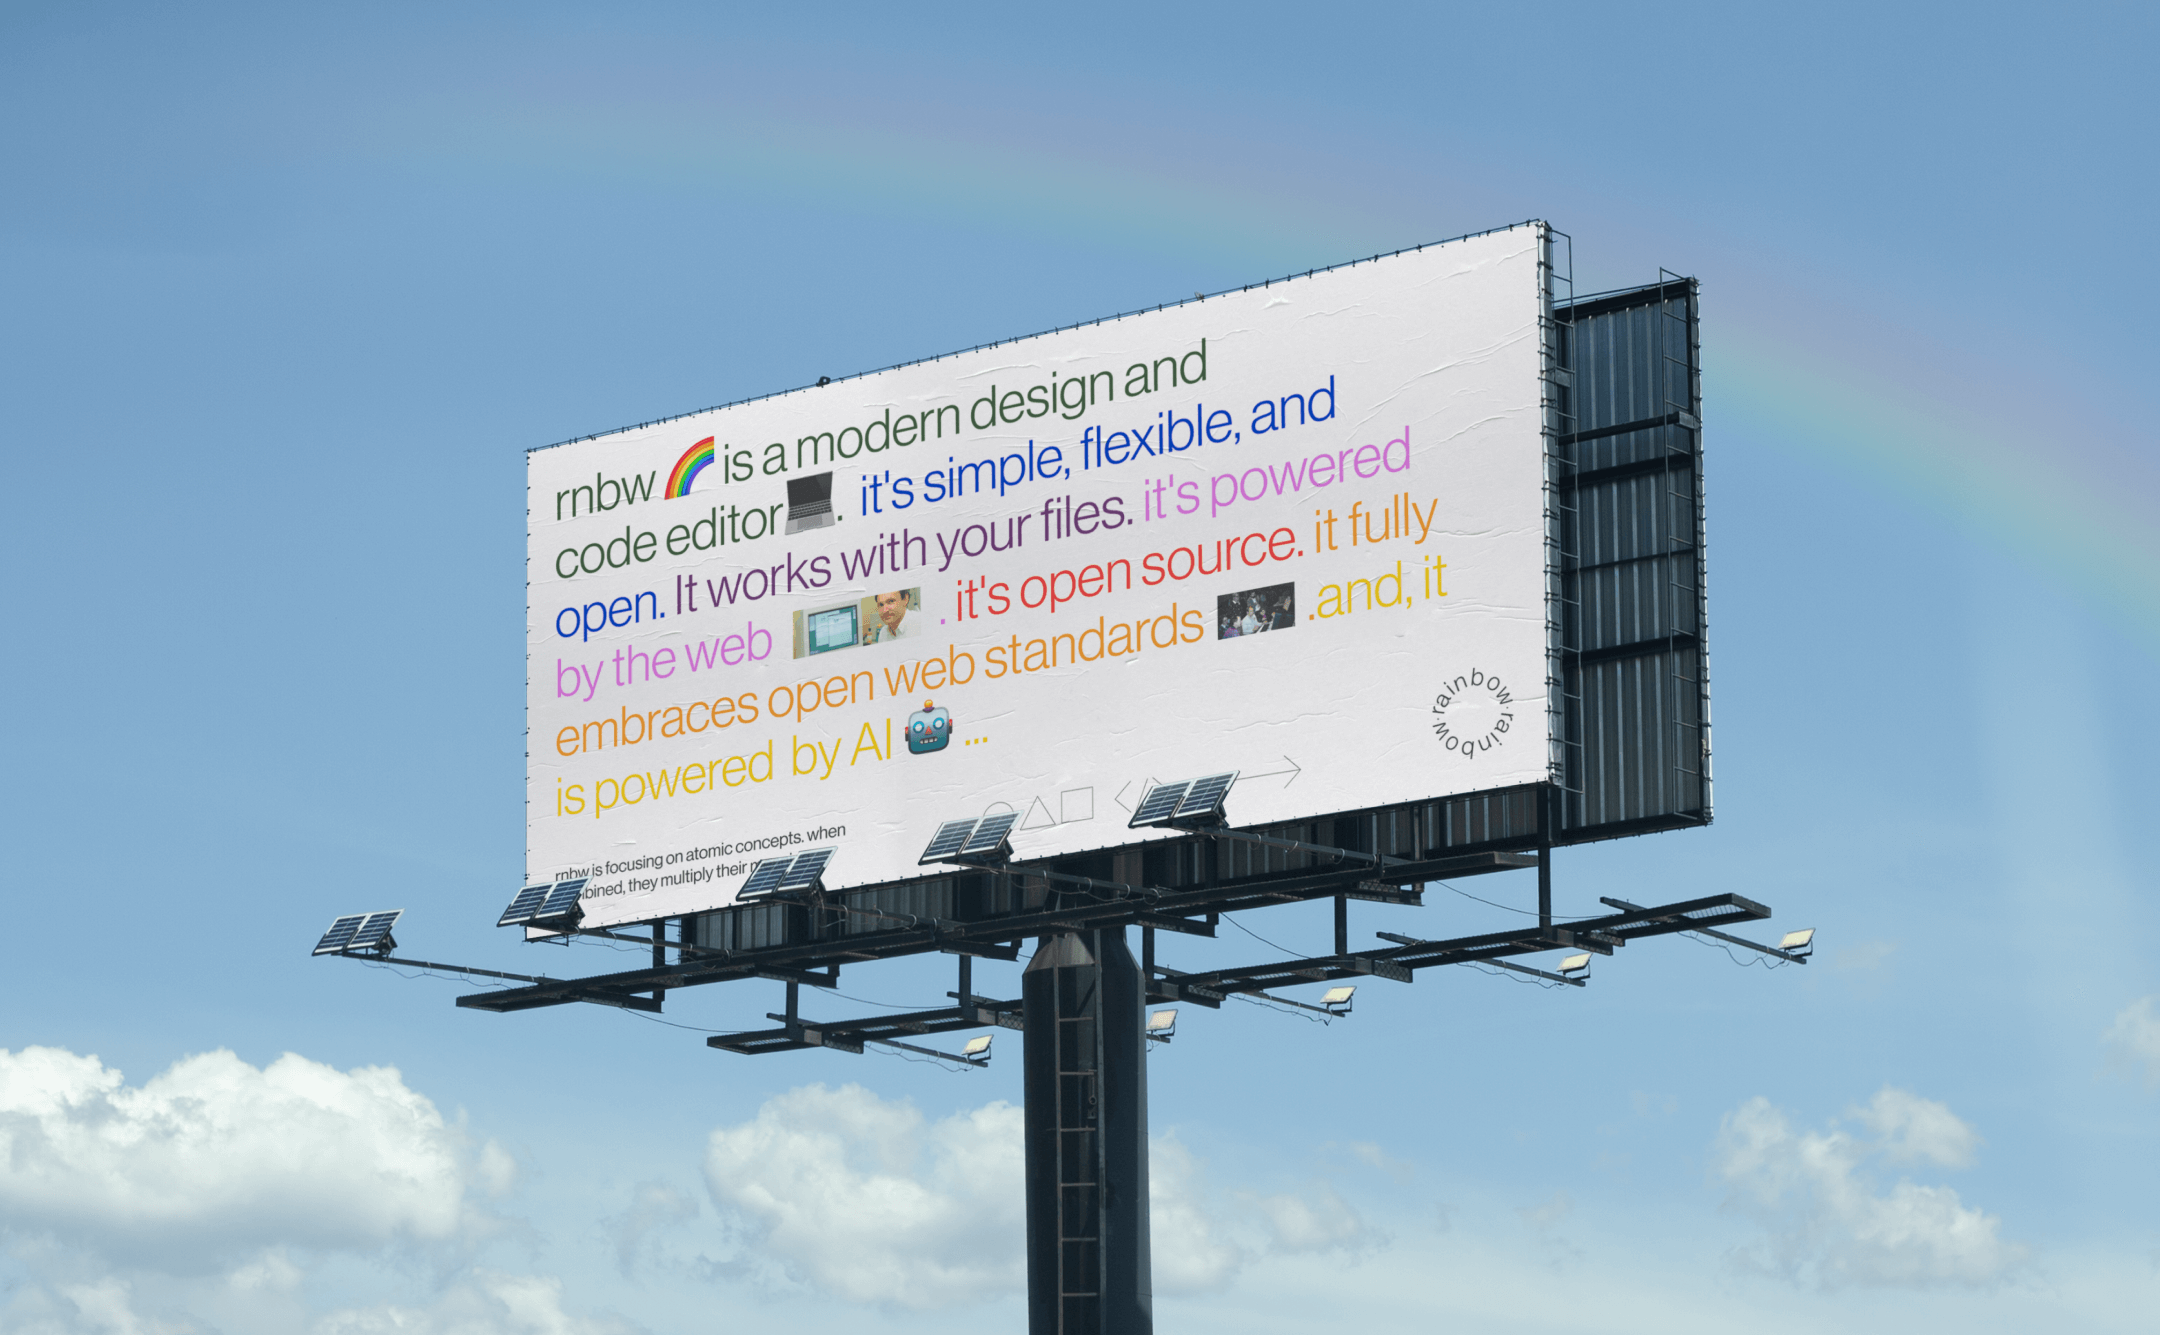 rnbw 🌈 is a modern design and
code editor💻. it's simple, flexible, and
open. It works with your files. it's powered
by the web . it's open source. it fully
embraces open web standards .and, it
is powered by AI 🤖 ...
rainbow·rainbow·
rnbw is focusing on atomic concepts. when
they multiply their